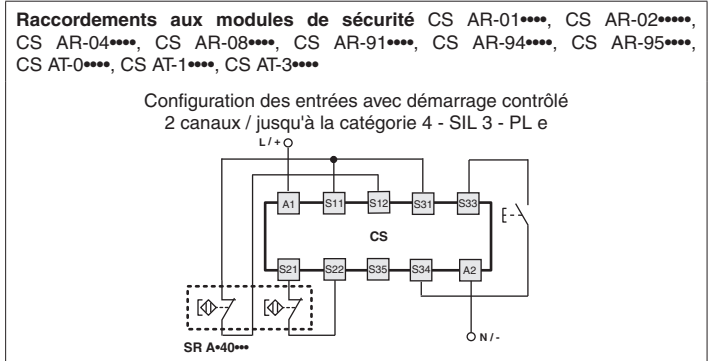 Raccordements aux modules de sécurité CS AR-01••••, CS AR-02•••••,
CS AR-04••••, CS AR-08••••, CS AR-91••••, CS AR-94••••, CS AR-95••••,
CS AT-0••••, CS AT-1••••, CS AT-3••••
Configuration des entrées avec démarrage contrôlé
2 canaux / jusqu'à la catégorie 4 - SIL 3 - PL e
L / +
A1 S11 S12 S31 S33
CS
S21 S22 S35 S34 A2
SR A•40•••
N / -